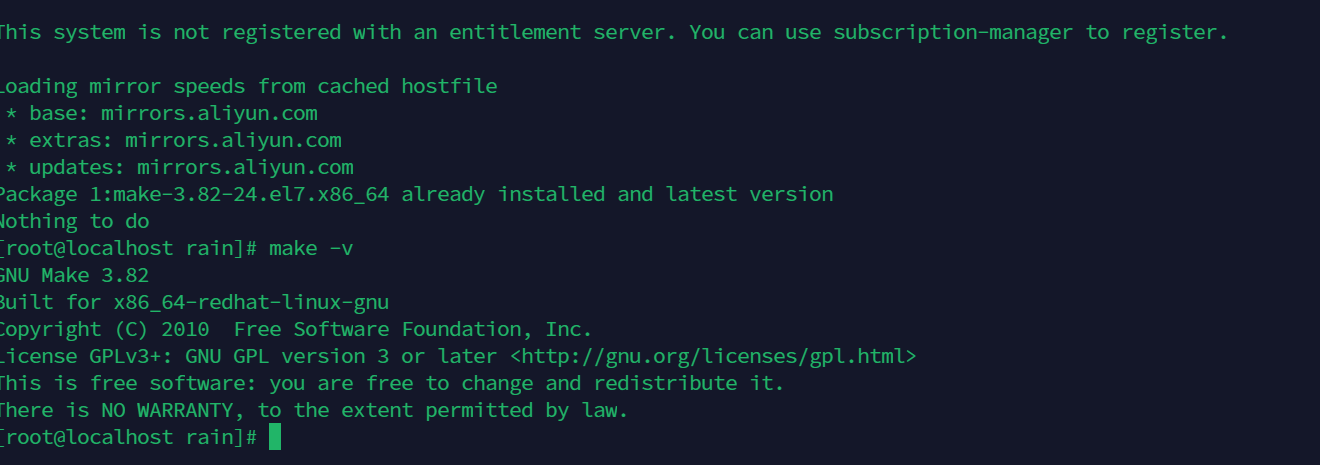 This system is not registered with an entitlement server. You can use subscription-manager to register.
Loading mirror speeds from cached hostfile
* base: mirrors.aliyun.com
* extras: mirrors.aliyun.com
* updates: mirrors.aliyun.com
Package 1:make-3.82-24.el7.x86_64 already installed and latest version
Nothing to do
[root@localhost rain]# make -v
GNU Make 3.82
Built for x86_64-redhat-linux-gnu
Copyright (C) 2010  Free Software Foundation, Inc.
License GPLv3+: GNU GPL version 3 or later <http://gnu.org/licenses/gpl.html>
This is free software: you are free to change and redistribute it.
There is NO WARRANTY, to the extent permitted by law.
[root@localhost rain]#